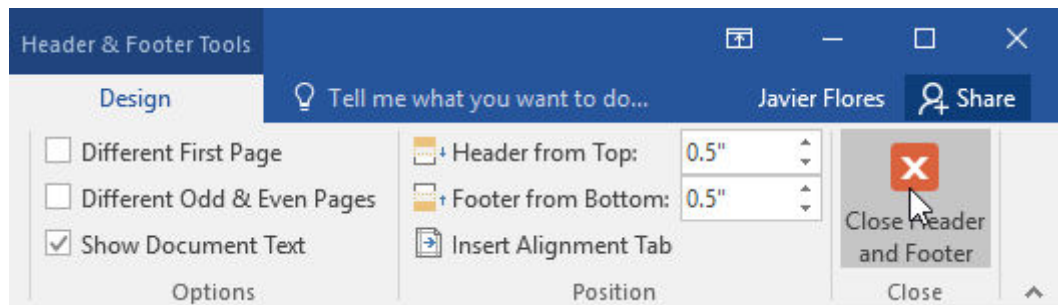 Header & Footer Tools
Design
Tell me what you want to do...
Javier Flores
Share
Different First Page
Different Odd & Even Pages
Show Document Text
Options
Header from Top: 0.5"
Footer from Bottom: 0.5"
Insert Alignment Tab
Position
Close Header
and Footer
Close